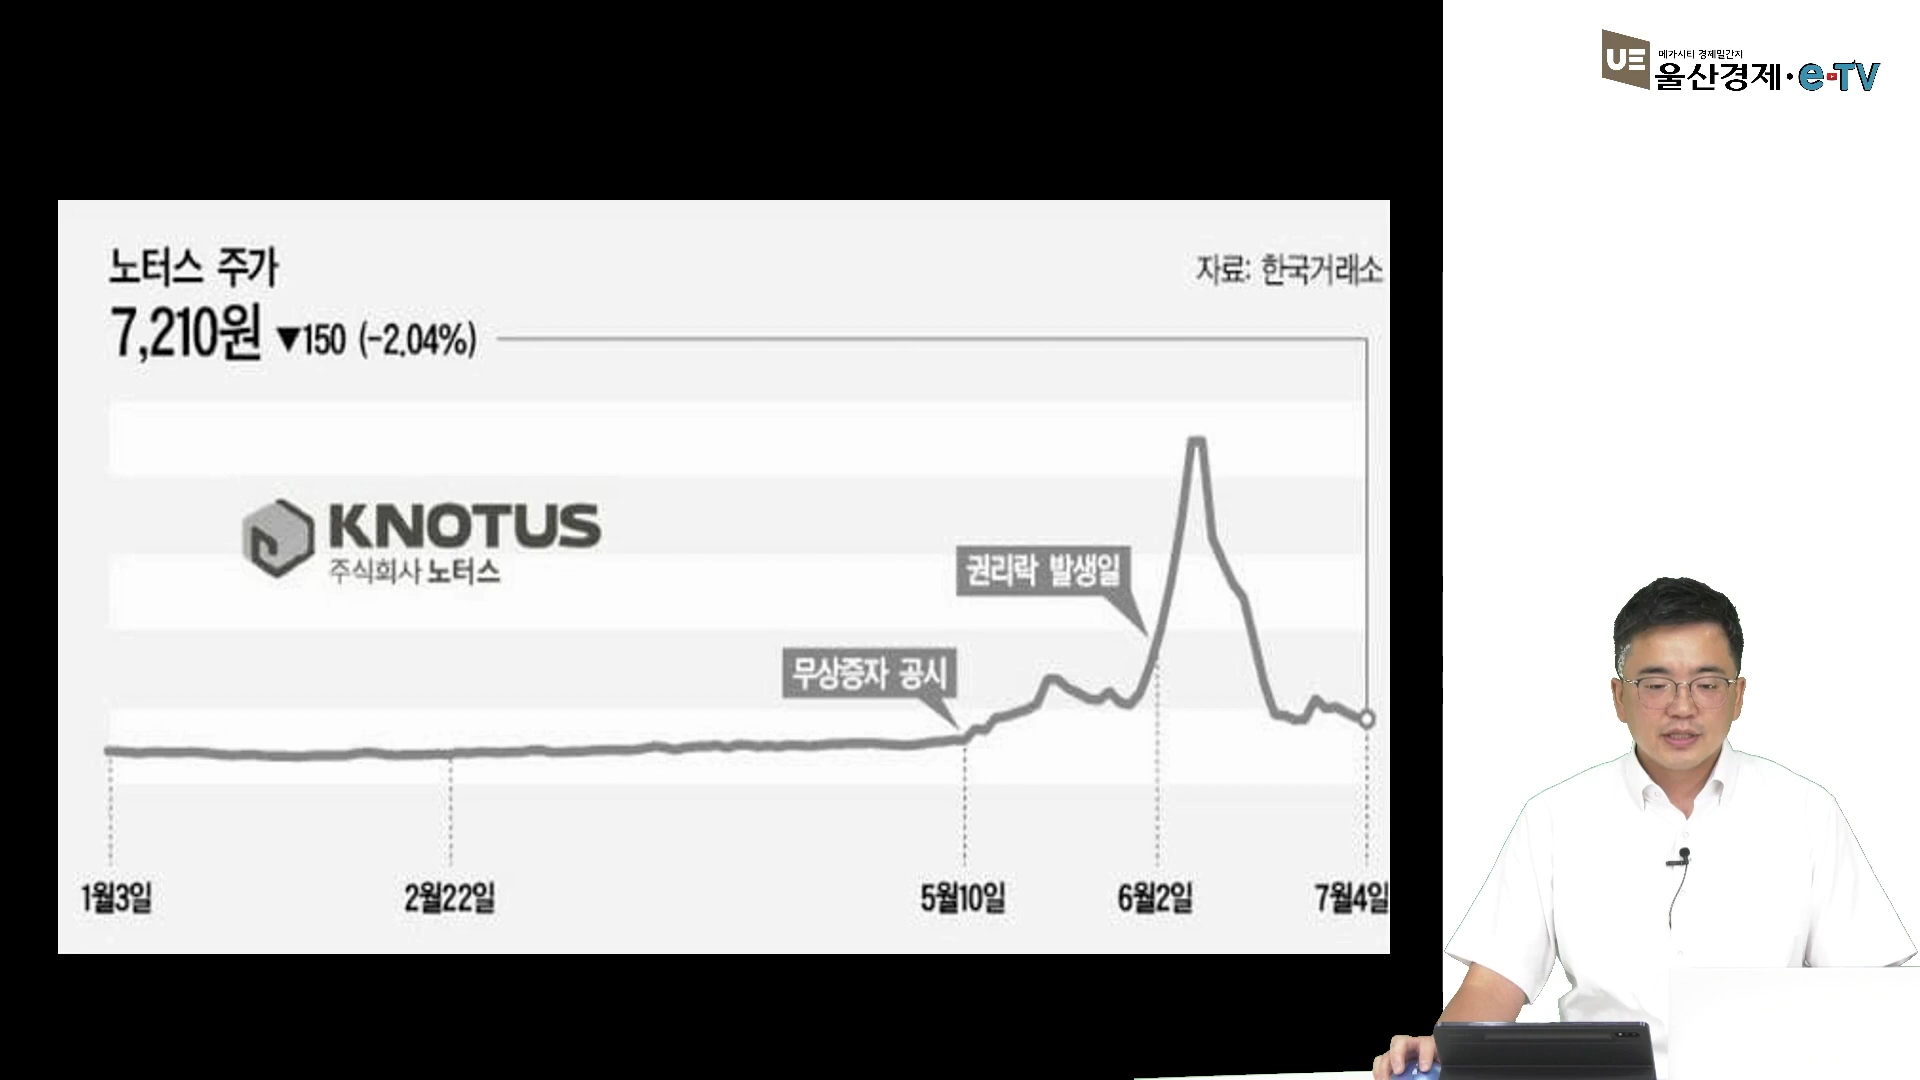 메가시티 경제일간지
UE 울산경제·e·TV
노터스 주가
자료: 한국거래소
7,210원 ▼150 (-2.04%)
KNOTUS
주식회사 노터스
권리락 발생일
무상증자 공시
1월3일
2월22일
5월10일
6월2일
7월4일